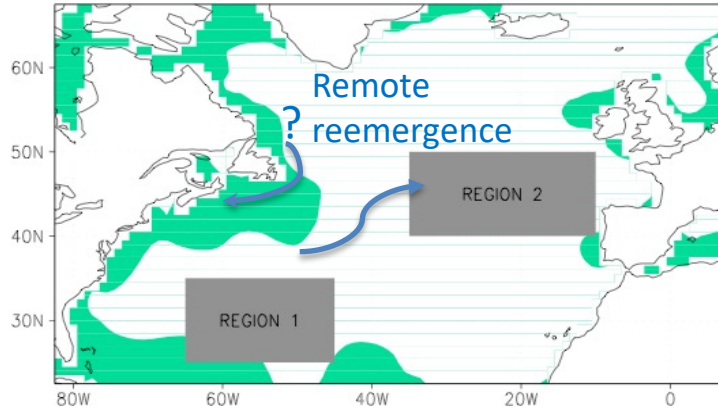 60N
Remote
? reemergence
50N
REGION 2
40N
REGION 1
30N
80W 60W 40W 20W 0